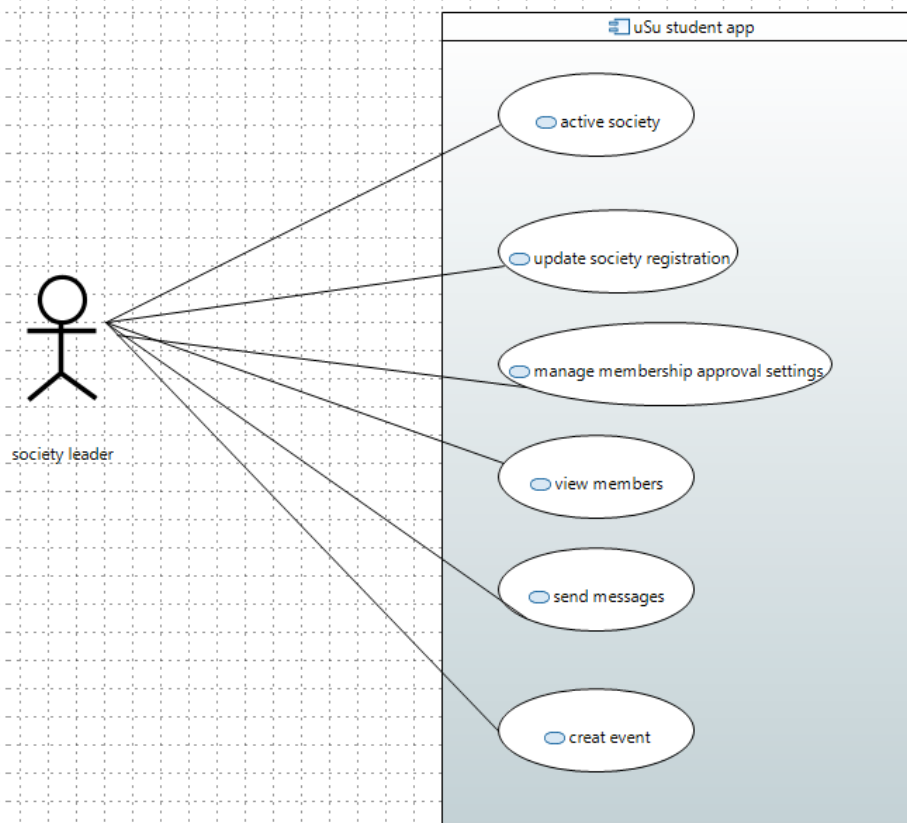 uSu student app
active society
update society registration
manage membership approval settings
society leader
view members
send messages
creat event